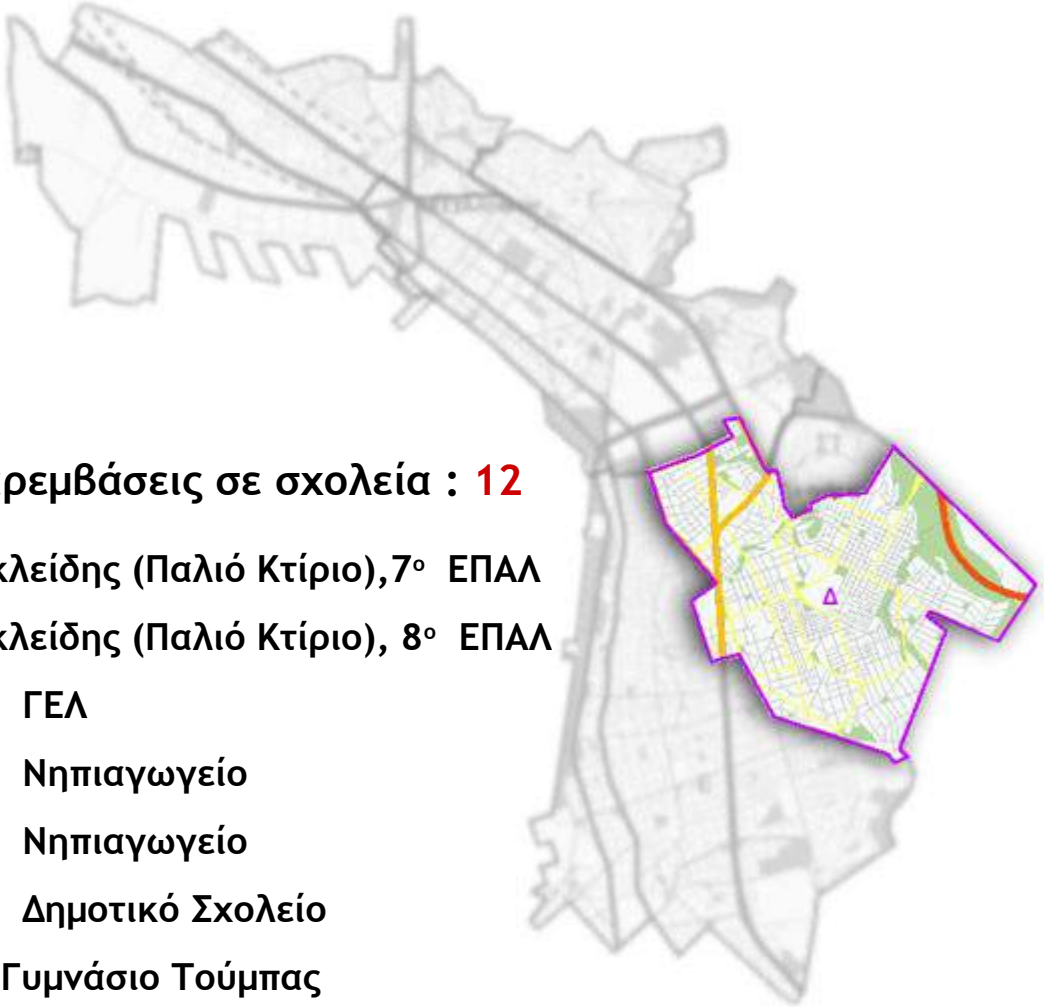 ρεμβάσεις σε σχολεία : 12
κλείδης (Παλιό Κτίριο),7ο ΕΠΑΛ
κλείδης (Παλιό Κτίριο), 8ο ΕΠΑΛ
ΓΕΛ
Νηπιαγωγείο
Νηπιαγωγείο
Δημοτικό Σχολείο
Γυμνάσιο Τούμπας
Δ